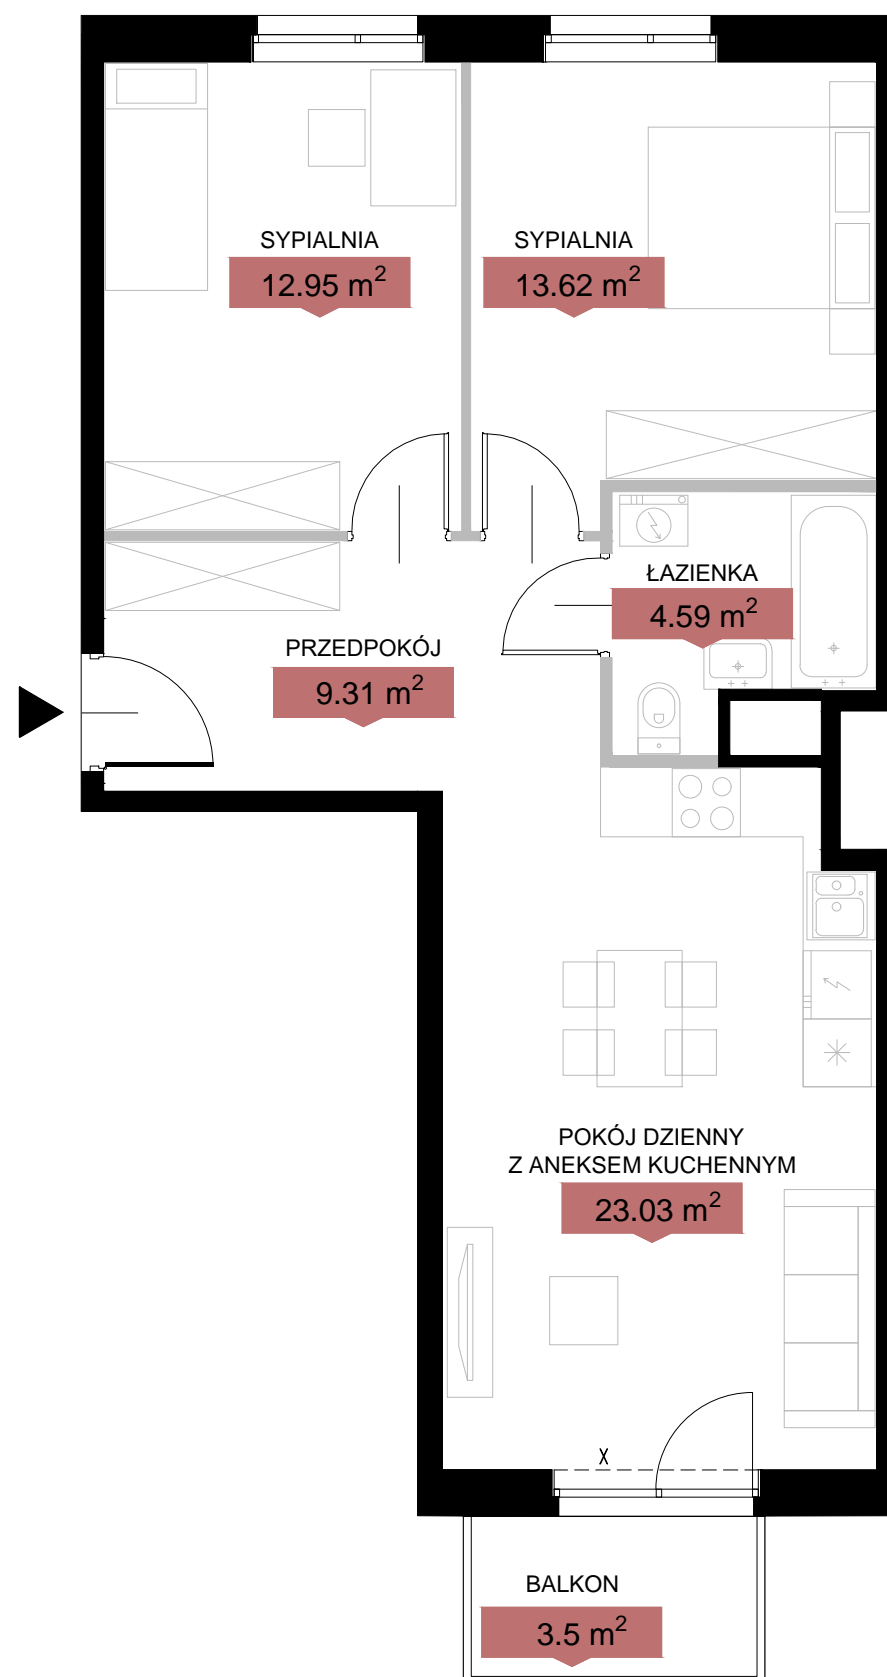 SYPIALNIA
12.95 m²
SYPIALNIA
13.62 m²
ŁAZIENKA
4.59 m²
PRZEDPOKÓJ
9.31 m²
POKÓJ DZIENNY
Z ANEKSEM KUCHENNYM
23.03 m²
X
BALKON
3.5 m²